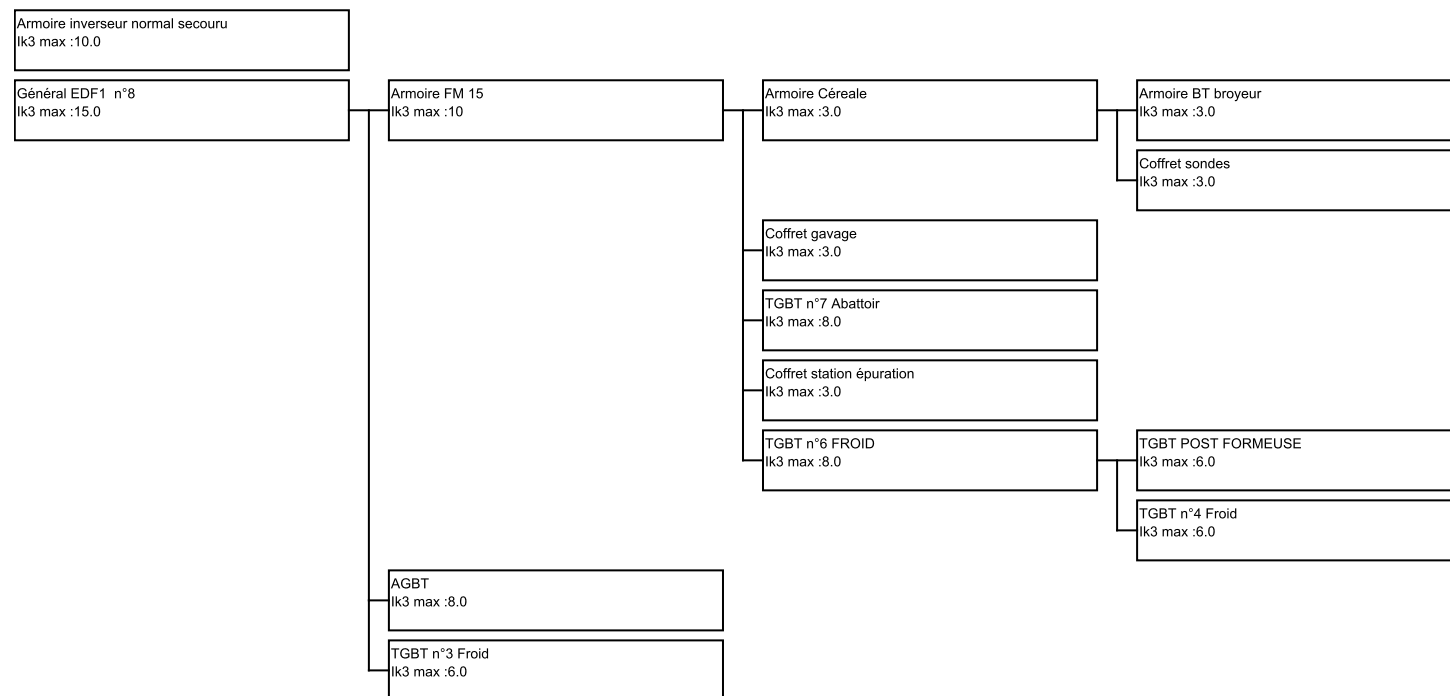 Armoire inverseur normal secouru
Ik3 max :10.0
Général EDF1  n°8
Ik3 max :15.0
Armoire FM 15
Ik3 max :10
Armoire Céreale
Ik3 max :3.0
Armoire BT broyeur
Ik3 max :3.0
Coffret sondes
Ik3 max :3.0
Coffret gavage
Ik3 max :3.0
TGBT n°7 Abattoir
Ik3 max :8.0
Coffret station épuration
Ik3 max :3.0
TGBT n°6 FROID
Ik3 max :8.0
TGBT POST FORMEUSE
Ik3 max :6.0
TGBT n°4 Froid
Ik3 max :6.0
AGBT
Ik3 max :8.0
TGBT n°3 Froid
Ik3 max :6.0